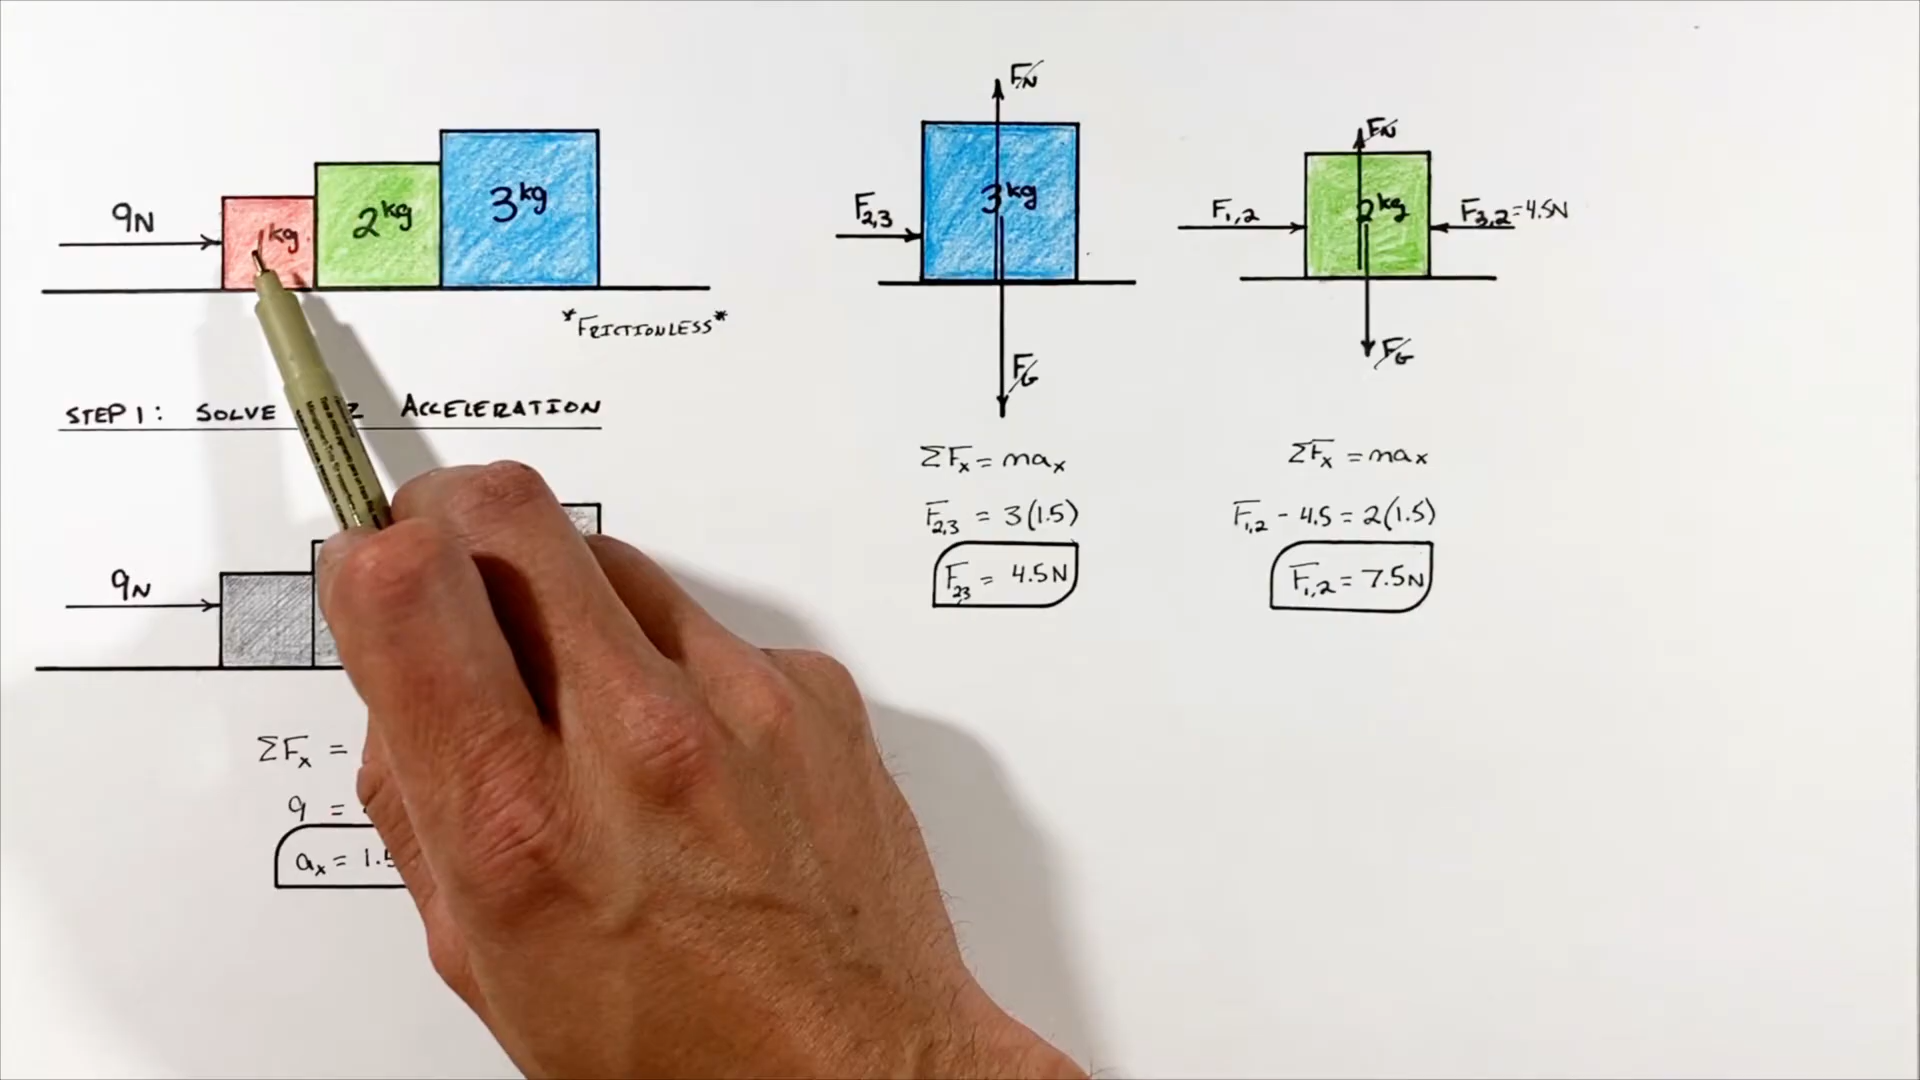 9N
1kg
2kg
3kg
*FRICTIONLESS*
STEP 1: SOLVE ACCELERATION
9N
ΣFx =
9 =
ax = 1.5
FN
F2,3
3kg
FG
ΣFx = max
F2,3 = 3(1.5)
F23 = 4.5N
FN
F1,2
2kg
F3,2=4.5N
FG
ΣFx = max
F1,2 - 4.5 = 2(1.5)
F1,2 = 7.5N